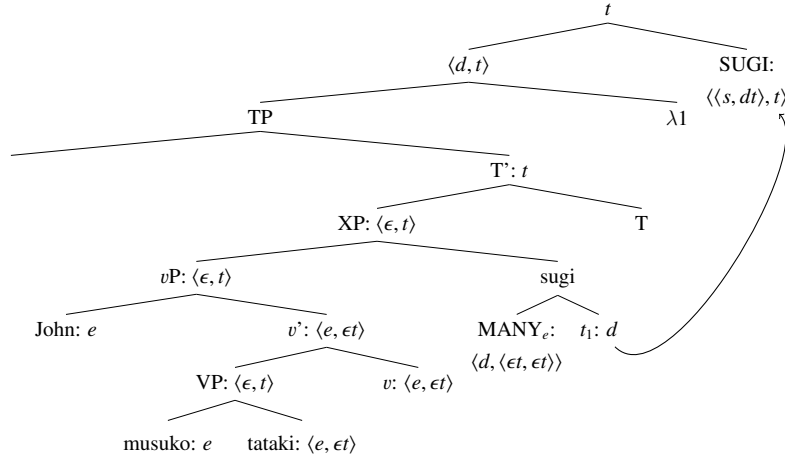 t
⟨d, t⟩ SUGI:
⟨⟨s, dt⟩, t⟩
TP λ1
T’: t
XP: ⟨ϵ, t⟩ T
vP: ⟨ϵ, t⟩ sugi
John: e v’: ⟨e, ϵt⟩ MANYₑ: t₁: d
⟨d, ⟨ϵt, ϵt⟩⟩
VP: ⟨ϵ, t⟩ v: ⟨e, ϵt⟩
musuko: e tataki: ⟨e, ϵt⟩